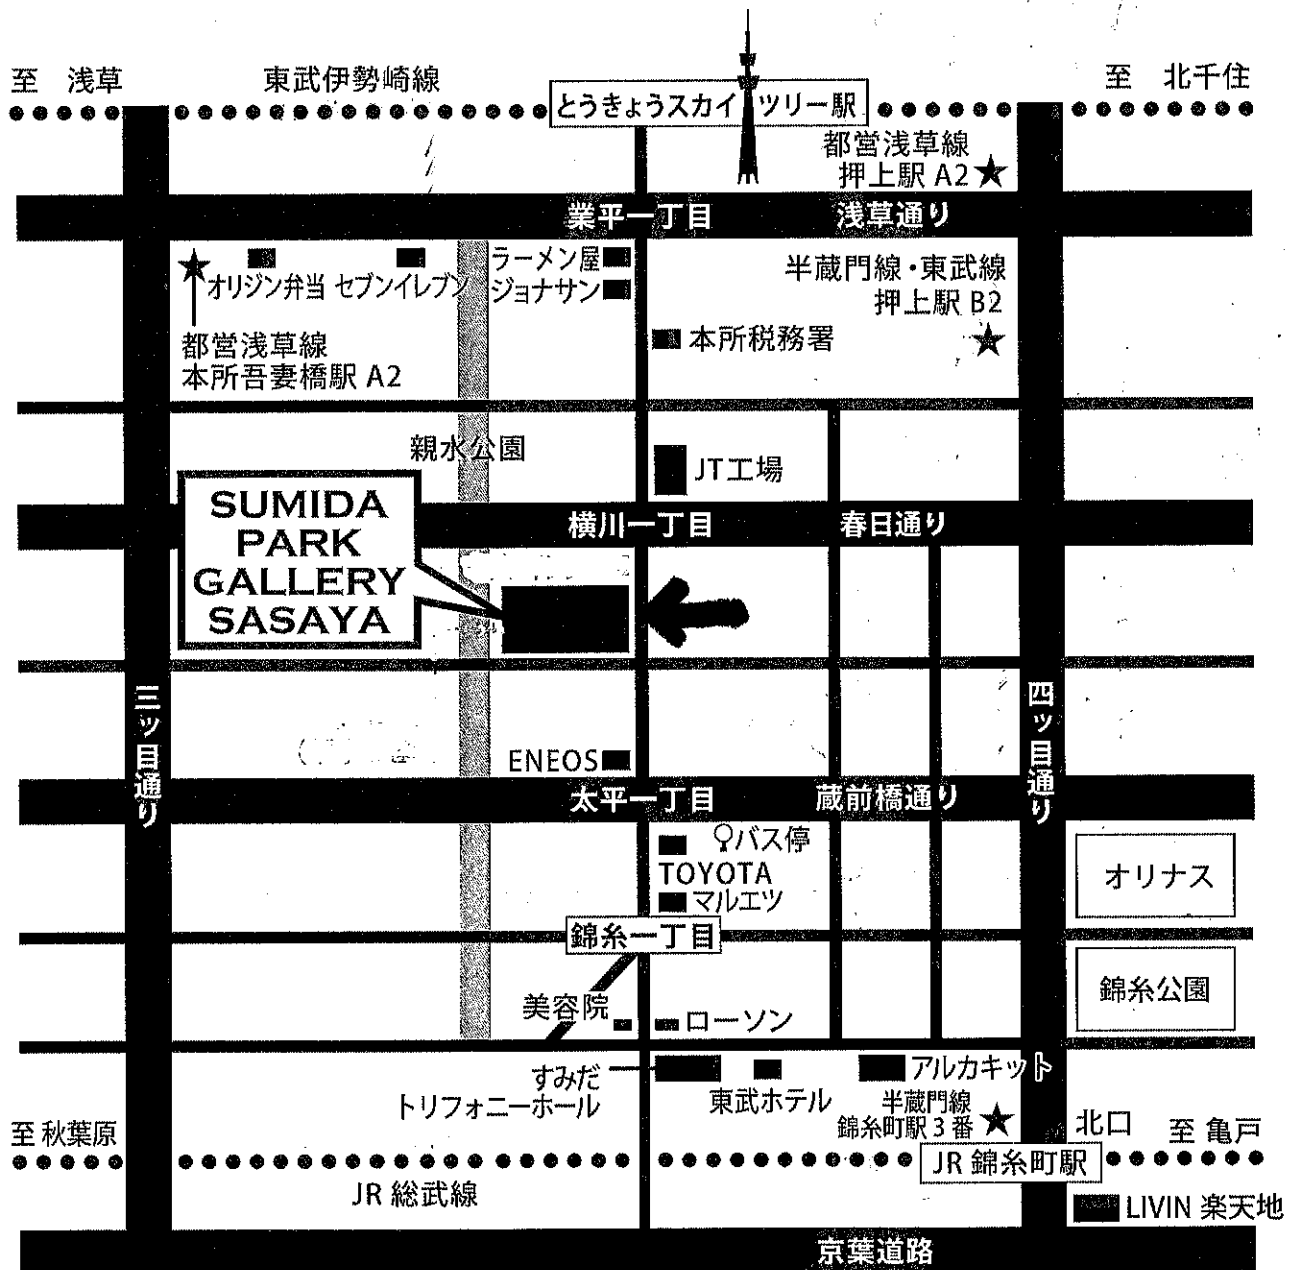 至 浅草
東武伊勢崎線
至 北千住
とうきょうスカイツリー駅
都営浅草線
押上駅 A2
業平一丁目
浅草通り
オリジン弁当
セブンイレブン
ラーメン屋
ジョナサン
半蔵門線・東武線
押上駅 B2
都営浅草線
本所吾妻橋駅 A2
本所税務署
親水公園
JT工場
SUMIDA
PARK
GALLERY
SASAYA
横川一丁目
春日通り
三ッ目通り
四ッ目通り
ENEOS
太平一丁目
蔵前橋通り
バス停
TOYOTA
マルエツ
オリナス
錦糸一丁目
錦糸公園
美容院
ローソン
すみだ
トリフォニーホール
東武ホテル
アルカキット
半蔵門線
錦糸町駅 3 番
北口
至 亀戸
至 秋葉原
JR 錦糸町駅
JR 総武線
LIVIN 楽天地
京葉道路